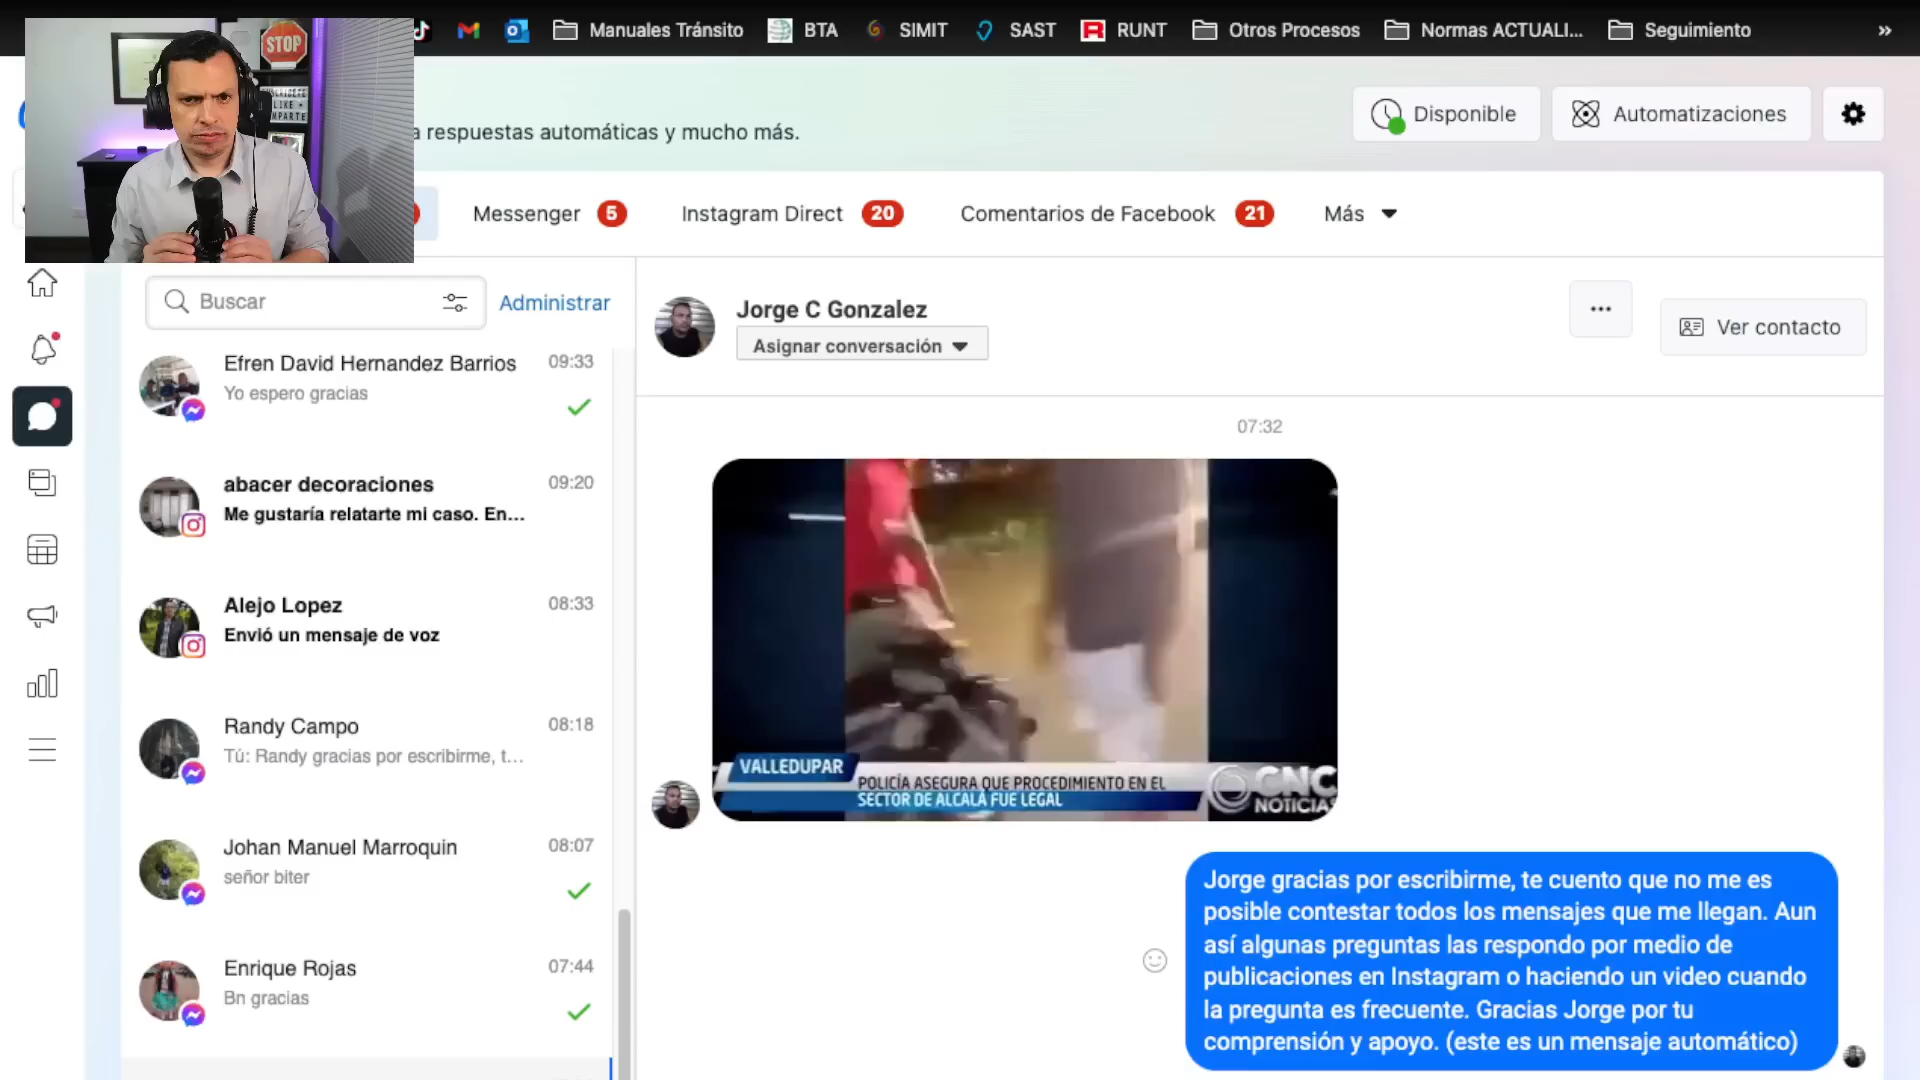 STOP
LIKE +
Manuales Tránsito
BTA
SIMIT
SAST
RUNT
Otros Procesos
Normas ACTUALI...
Seguimiento
»
respuestas automáticas y mucho más.
Disponible
Automatizaciones
Messenger 5
Instagram Direct 20
Comentarios de Facebook 21
Más
Buscar
Administrar
Efren David Hernandez Barrios 09:33
Yo espero gracias
abacer decoraciones 09:20
Me gustaría relatarte mi caso. En...
Alejo Lopez 08:33
Envió un mensaje de voz
Randy Campo 08:18
Tú: Randy gracias por escribirme, t...
Johan Manuel Marroquin 08:07
señor biter
Enrique Rojas 07:44
Bn gracias
Jorge C Gonzalez
Asignar conversación
...
Ver contacto
07:32
VALLEDUPAR
POLICÍA ASEGURA QUE PROCEDIMIENTO EN EL
SECTOR DE ALCALÁ FUE LEGAL
CNC
NOTICIAS
Jorge gracias por escribirme, te cuento que no me es
posible contestar todos los mensajes que me llegan. Aun
así algunas preguntas las respondo por medio de
publicaciones en Instagram o haciendo un video cuando
la pregunta es frecuente. Gracias Jorge por tu
comprensión y apoyo. (este es un mensaje automático)